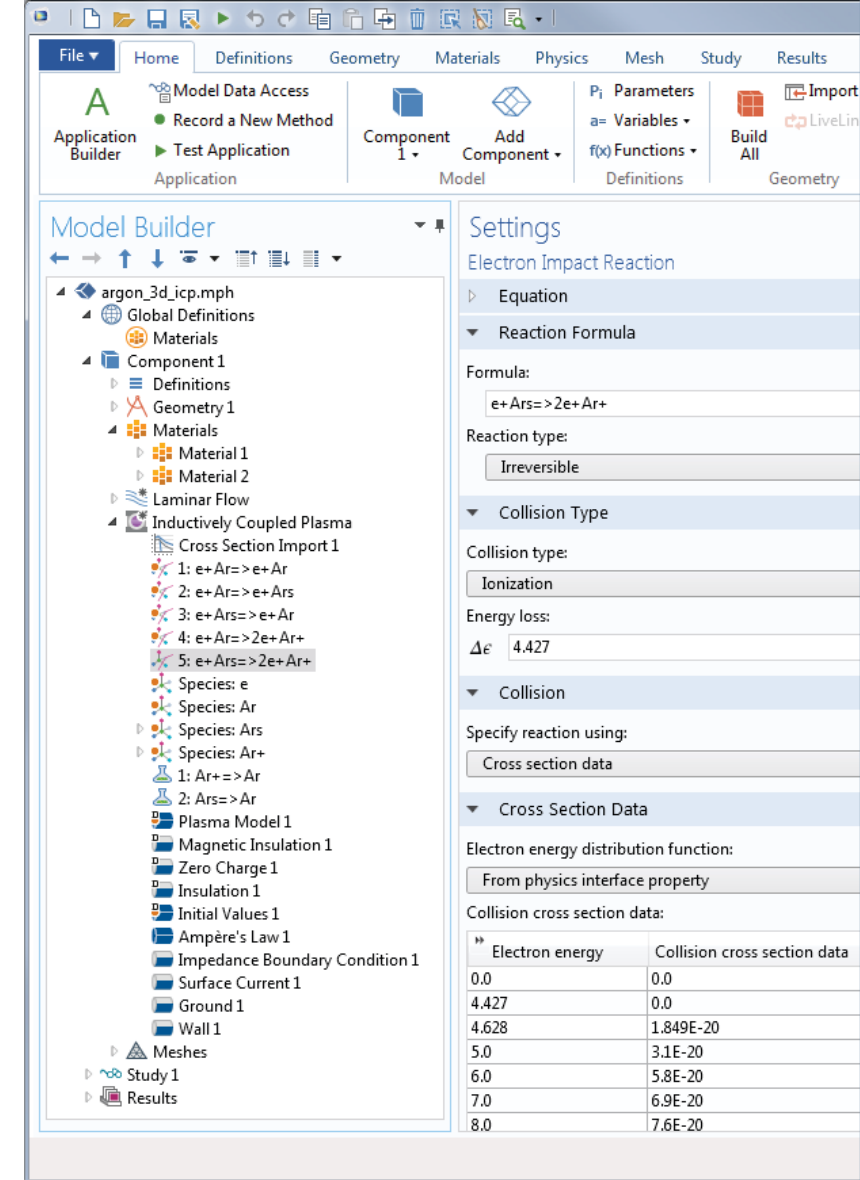 File Home Definitions Geometry Materials Physics Mesh Study Results
Application Builder
Model Data Access
Record a New Method
Test Application
Application
Component 1
Add Component
Model
Pi Parameters
a= Variables
f(x) Functions
Definitions
Build All
Import
LiveLin
Geometry
Model Builder
argon_3d_icp.mph
Global Definitions
Materials
Component 1
Definitions
Geometry 1
Materials
Material 1
Material 2
Laminar Flow
Inductively Coupled Plasma
Cross Section Import 1
1: e+Ar=>e+Ar
2: e+Ar=>e+Ars
3: e+Ars=>e+Ar
4: e+Ar=>2e+Ar+
5: e+Ars=>2e+Ar+
Species: e
Species: Ar
Species: Ars
Species: Ar+
1: Ar+=>Ar
2: Ars=>Ar
Plasma Model 1
Magnetic Insulation 1
Zero Charge 1
Insulation 1
Initial Values 1
Ampère's Law 1
Impedance Boundary Condition 1
Surface Current 1
Ground 1
Wall 1
Meshes
Study 1
Results
Settings
Electron Impact Reaction
Equation
Reaction Formula
Formula:
e+Ars=>2e+Ar+
Reaction type:
Irreversible
Collision Type
Collision type:
Ionization
Energy loss:
Δϵ 4.427
Collision
Specify reaction using:
Cross section data
Cross Section Data
Electron energy distribution function:
From physics interface property
Collision cross section data:
Electron energy Collision cross section data
0.0 0.0
4.427 0.0
4.628 1.849E-20
5.0 3.1E-20
6.0 5.8E-20
7.0 6.9E-20
8.0 7.6E-20